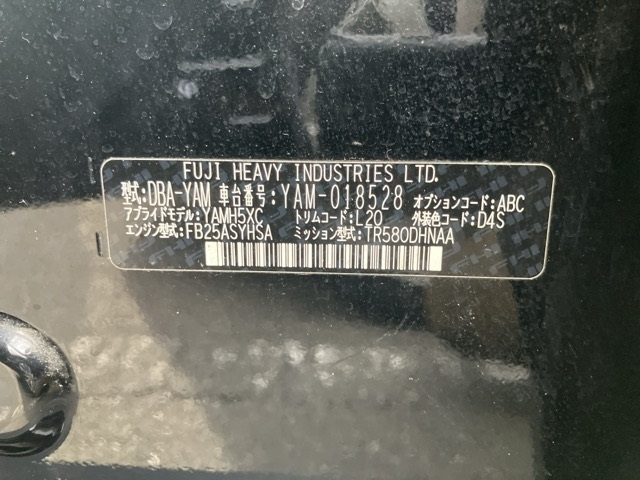 FUJI HEAVY INDUSTRIES LTD.
型式:DBA-YAM 車台番号:YAM-018528 オプションコード:ABC
アプライドモデル:YAMH5XC トリムコード:L20 外装色コード:D4S
エンジン型式:FB25ASYHSA ミッション型式:TR580DHNAA